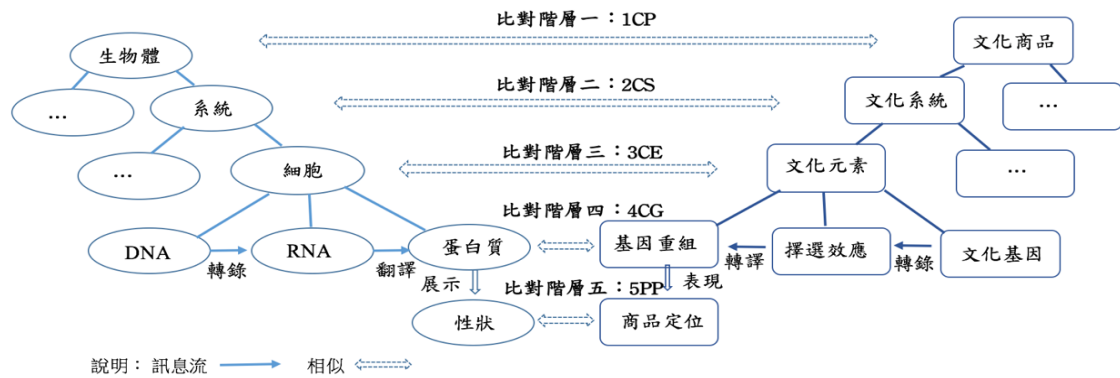 比對階層一：1CP
生物體
文化商品
比對階層二：2CS
...
系統
文化系統
...
比對階層三：3CE
...
細胞
文化元素
...
比對階層四：4CG
DNA
轉錄
RNA
翻譯
蛋白質
基因重組
轉譯
擇選效應
轉錄
文化基因
展示
比對階層五：5PP
表現
性狀
商品定位
說明： 訊息流
相似